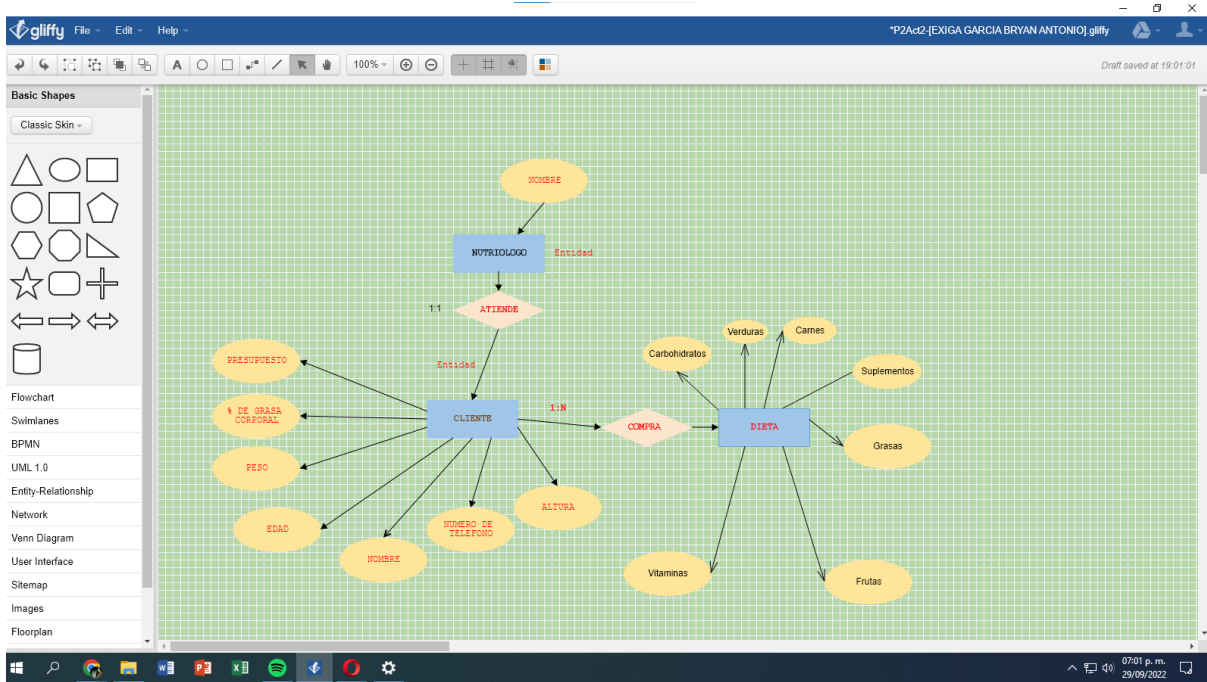 gliffy File Edit Help *P2Act2-[EXIGA GARCIA BRYAN ANTONIO].gliffy
A 100% Draft saved at 19:01:01
Basic Shapes
Classic Skin
Flowchart
Swimlanes
BPMN
UML 1.0
Entity-Relationship
Network
Venn Diagram
User Interface
Sitemap
Images
Floorplan
NOMBRE
NUTRIOLOGO Entidad
1:1 ATIENDE
Entidad
PRESUPUESTO
% DE GRASA
CORPORAL
PESO
EDAD
NOMBRE
NUMERO DE
TELEFONO
ALTURA
CLIENTE
1:N
COMPRA
DIETA
Carbohidratos
Verduras
Carnes
Suplementos
Grasas
Vitaminas
Frutas
07:01 p. m.
29/09/2022